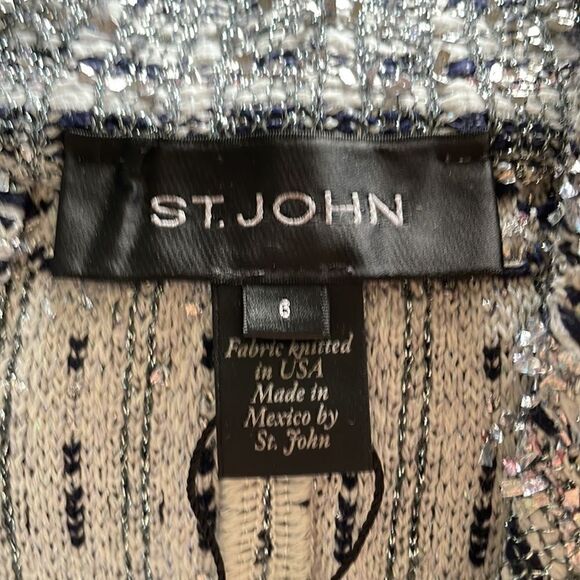 ST. JOHN
6
Fabric knitted
in USA
Made in
Mexico by
St. John